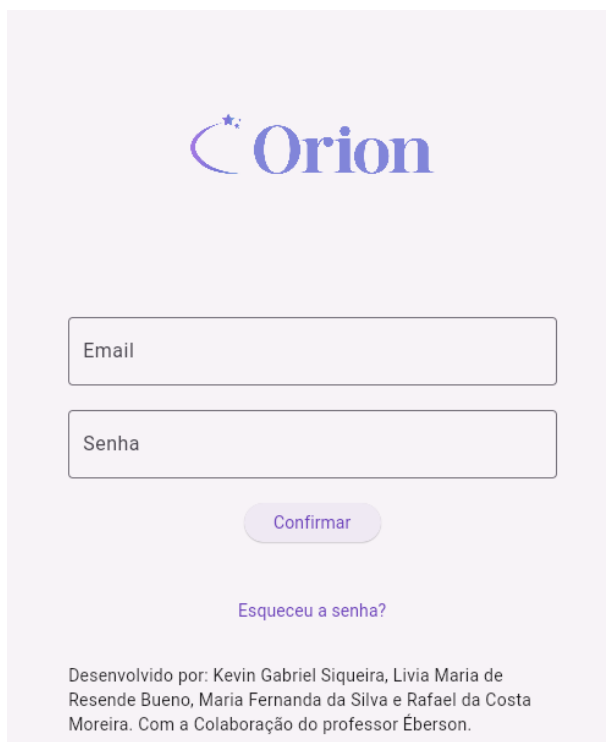 Orion
Email
Senha
Confirmar
Esqueceu a senha?
Desenvolvido por: Kevin Gabriel Siqueira, Livia Maria de
Resende Bueno, Maria Fernanda da Silva e Rafael da Costa
Moreira. Com a Colaboração do professor Éberson.